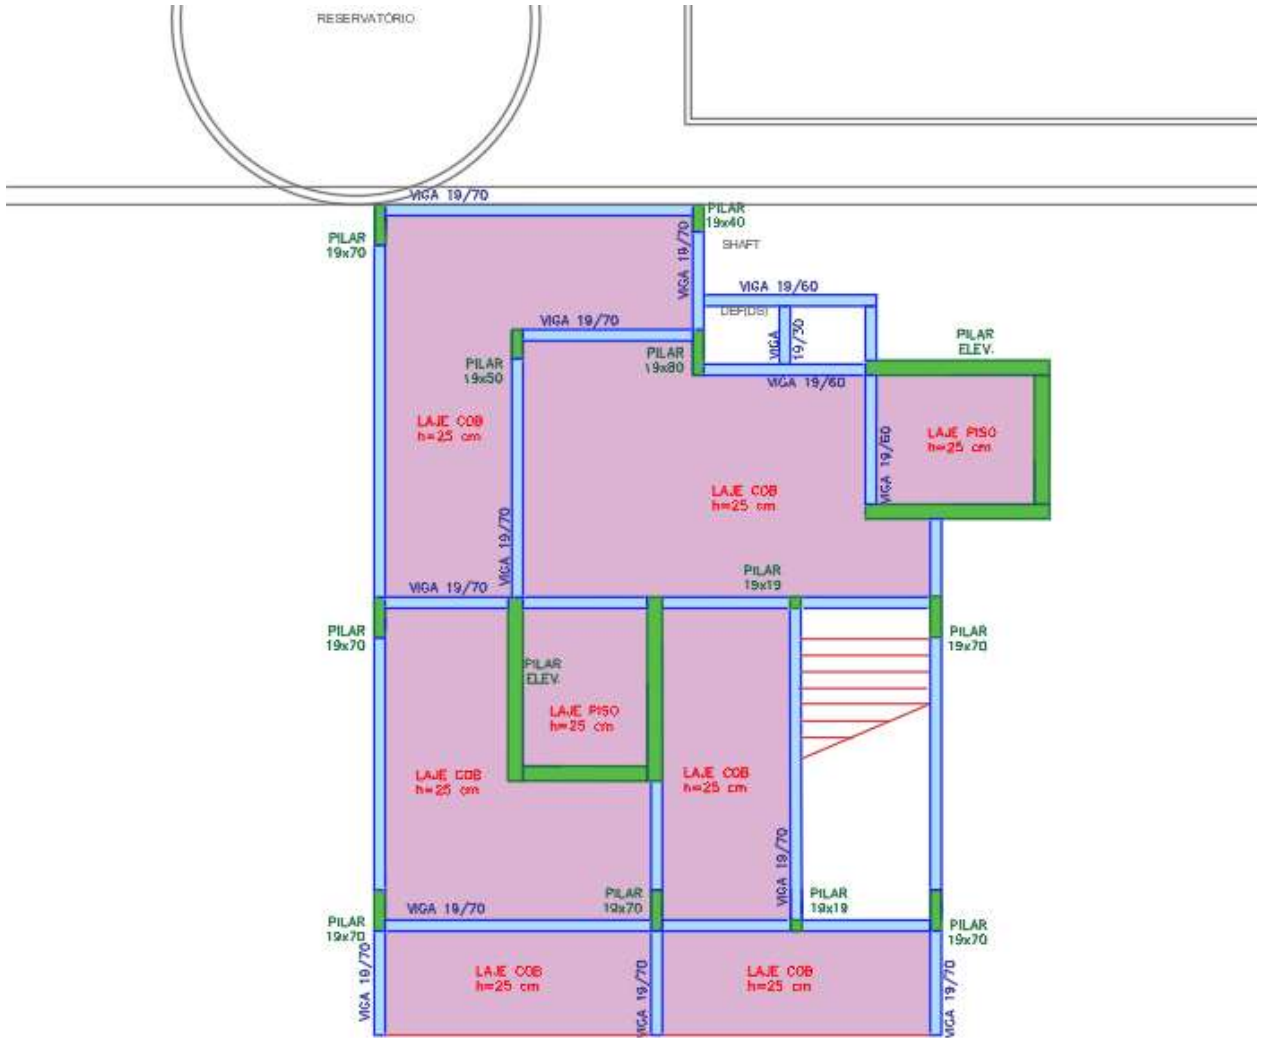 RESERVATÓRIO
VIGA 19/70
PILAR
19x40
PILAR
19x70
VIGA 19/70
SHAFT
VIGA 19/60
DEP(DS)
VIGA 19/70
VIGA
19/30
PILAR
ELEV.
PILAR
19x50
PILAR
19x80
VIGA 19/60
LAJE COB
h=25 cm
LAJE PISO
h=25 cm
VIGA 19/60
LAJE COB
h=25 cm
VIGA 19/70
PILAR
19x19
VIGA 19/70
PILAR
19x70
PILAR
19x70
PILAR
ELEV.
LAJE PISO
h=25 cm
LAJE COB
h=25 cm
LAJE COB
h=25 cm
VIGA 19/70
PILAR
19x70
PILAR
19x19
VIGA 19/70
PILAR
19x70
PILAR
19x70
VIGA 19/70
LAJE COB
h=25 cm
VIGA 19/70
LAJE COB
h=25 cm
VIGA 19/70